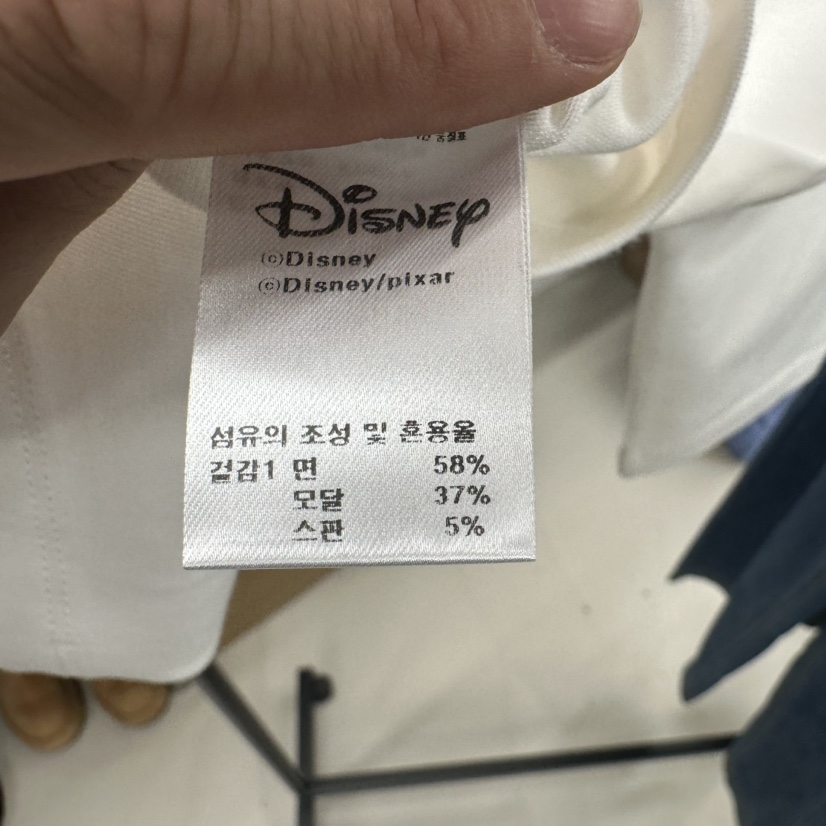 Disney
ⓒDisney
ⓒDisney/pixar
섬유의 조성 및 혼용율
겉감1 면 58%
모달 37%
스판 5%